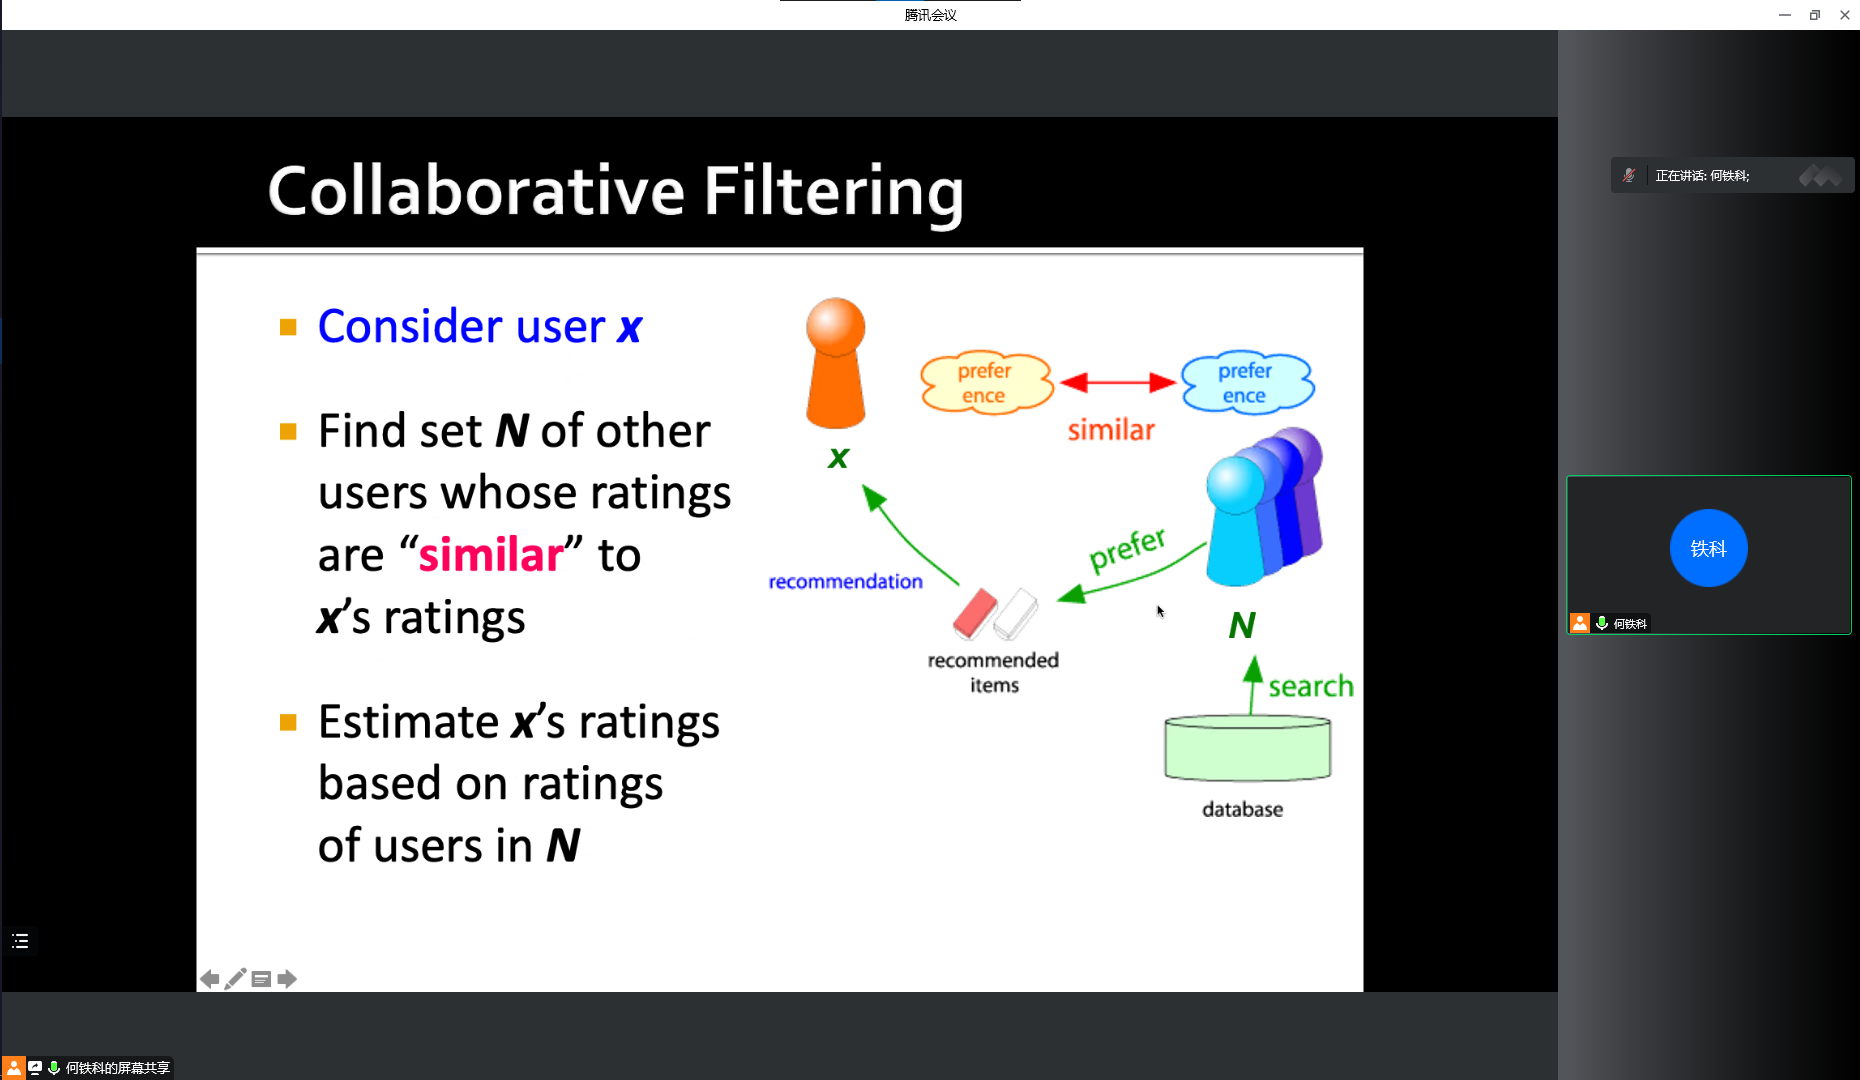 腾讯会议
正在讲话: 何铁科;
Collaborative Filtering
Consider user x
Find set N of other
users whose ratings
are “similar” to
x’s ratings
Estimate x’s ratings
based on ratings
of users in N
prefer
ence
prefer
ence
similar
x
prefer
recommendation
N
recommended
items
search
database
铁科
何铁科
何铁科的屏幕共享